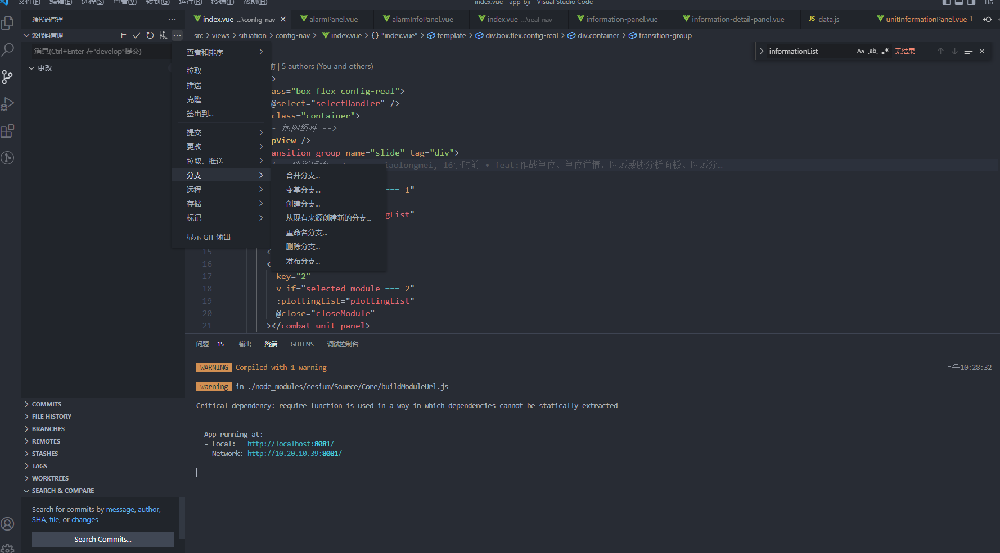 文件(F) 编辑(E) 选择(S) 查看(V) 转到(G) 运行(R) 终端(T) 帮助(H) index.vue - app-bji - Visual Studio Code
源代码管理 ··· index.vue ...\config-nav alarmPanel.vue alarmInfoPanel.vue index.vue ...\real-nav information-panel.vue information-detail-panel.vue JS data.js unitInformationPanel.vue 1
源代码管理 ··· src > views > situation > config-nav > index.vue > {} "index.vue" > template > div.box.flex.config-real > div.container > transition-group
消息(Ctrl+Enter 在"develop"提交)
informationList Aa ab 无结果
更改
查看和排序
拉取
推送
克隆
签出到...
提交
更改
拉取，推送
分支
远程
存储
标记
显示 GIT 输出
合并分支...
变基分支...
创建分支...
从现有来源创建新的分支...
重命名分支...
删除分支...
发布分支...
前 | 5 authors (You and others)
>
ass="box flex config-real">
@select="selectHandler" />
class="container">
- 地图组件 -->
pView />
ansition-group name="slide" tag="div">
xiaolongmei, 16小时前 • feat:作战单位、单位详情，区域威胁分析面板、区域分…
=== 1"
gList"
15 <
16 <
17 key="2"
18 v-if="selected_module === 2"
19 :plottingList="plottingList"
20 @close="closeModule"
21 ></combat-unit-panel>
问题 15 输出 终端 GITLENS 调试控制台
WARNING Compiled with 1 warning 上午10:28:32
warning in ./node_modules/cesium/Source/Core/buildModuleUrl.js
Critical dependency: require function is used in a way in which dependencies cannot be statically extracted
App running at:
- Local: http://localhost:8081/
- Network: http://10.20.10.39:8081/
COMMITS
FILE HISTORY
BRANCHES
REMOTES
STASHES
TAGS
WORKTREES
SEARCH & COMPARE
Search for commits by message, author,
SHA, file, or changes
Search Commits...